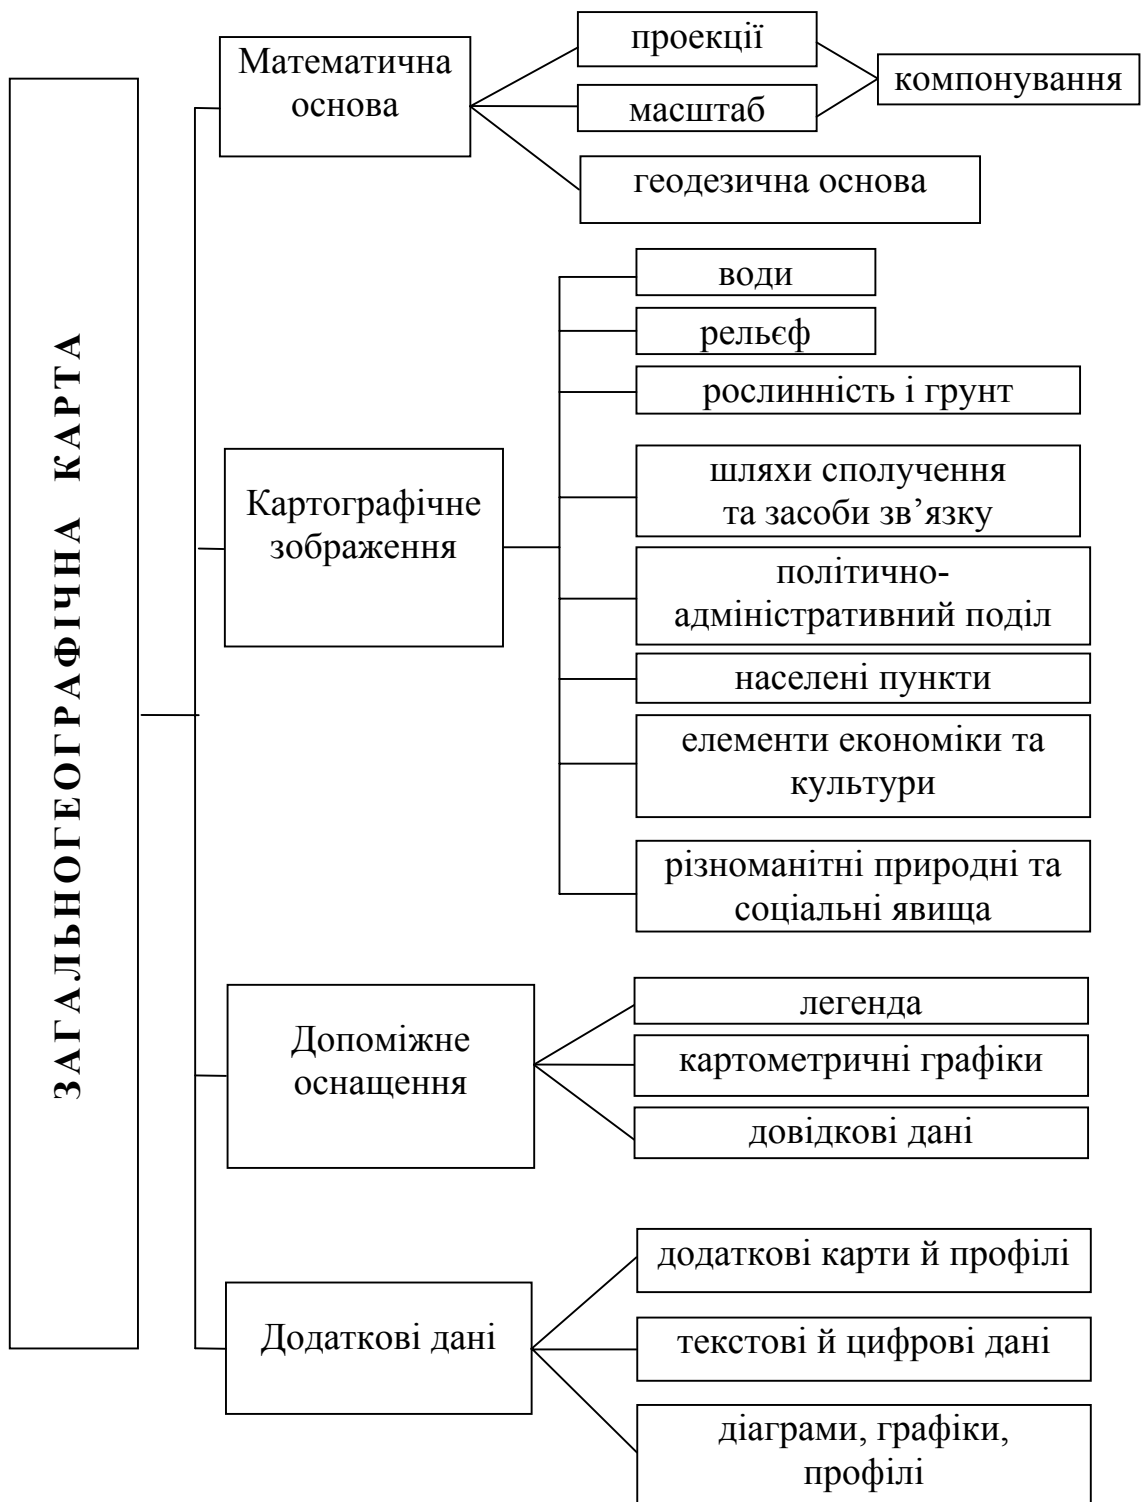 ЗАГАЛЬНОГЕОГРАФІЧНА КАРТА
Математична
основа
проекції
масштаб
компонування
геодезична основа
Картографічне
зображення
води
рельєф
рослинність і грунт
шляхи сполучення
та засоби зв’язку
політично-
адміністративний поділ
населені пункти
елементи економіки та
культури
різноманітні природні та
соціальні явища
Допоміжне
оснащення
легенда
картометричні графіки
довідкові дані
Додаткові дані
додаткові карти й профілі
текстові й цифрові дані
діаграми, графіки,
профілі